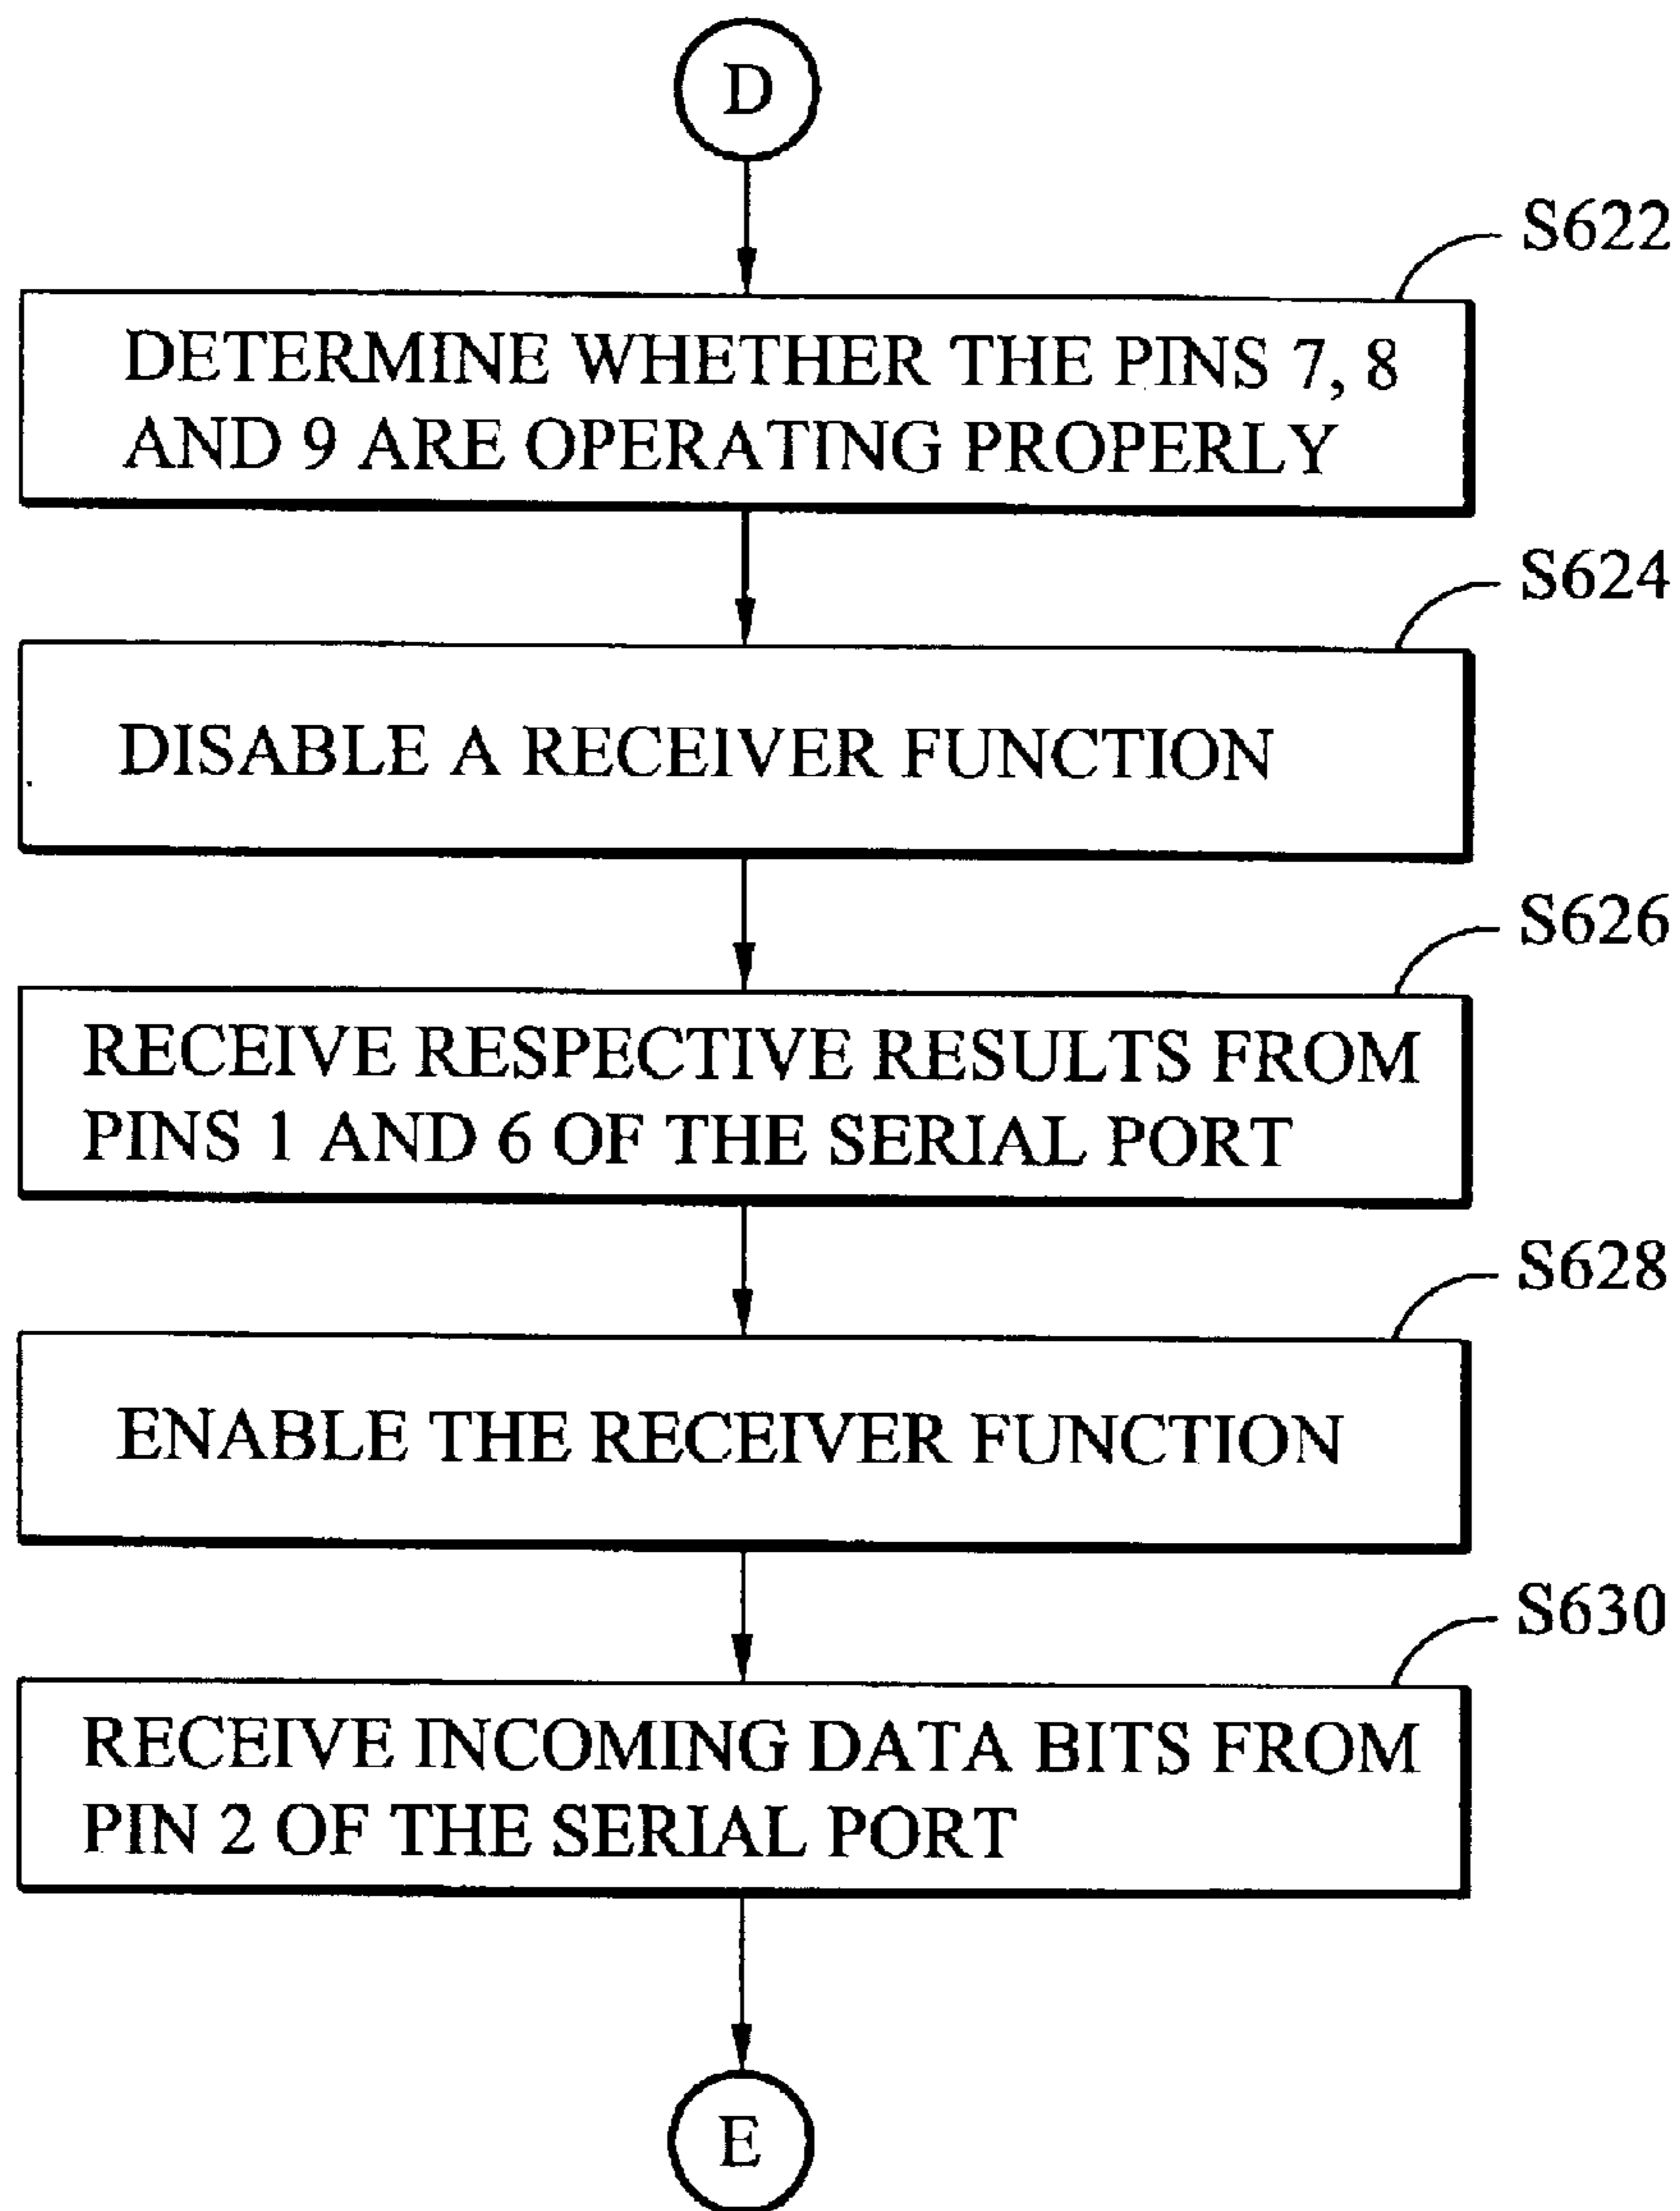 D
S622
DETERMINE WHETHER THE PINS 7, 8
AND 9 ARE OPERATING PROPERLY
S624
DISABLE A RECEIVER FUNCTION
S626
RECEIVE RESPECTIVE RESULTS FROM
PINS 1 AND 6 OF THE SERIAL PORT
S628
ENABLE THE RECEIVER FUNCTION
S630
RECEIVE INCOMING DATA BITS FROM
PIN 2 OF THE SERIAL PORT
E